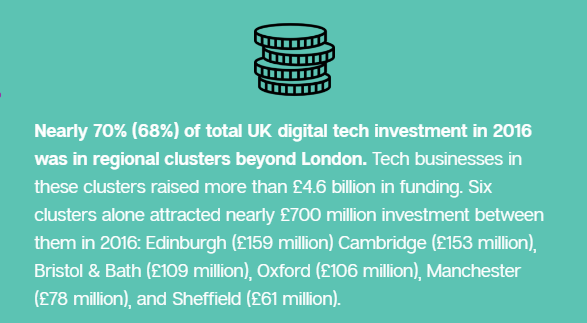 Nearly 70% (68%) of total UK digital tech investment in 2016
was in regional clusters beyond London. Tech businesses in
these clusters raised more than £4.6 billion in funding. Six
clusters alone attracted nearly £700 million investment between
them in 2016: Edinburgh (£159 million) Cambridge (£153 million),
Bristol & Bath (£109 million), Oxford (£106 million), Manchester
(£78 million), and Sheffield (£61 million).